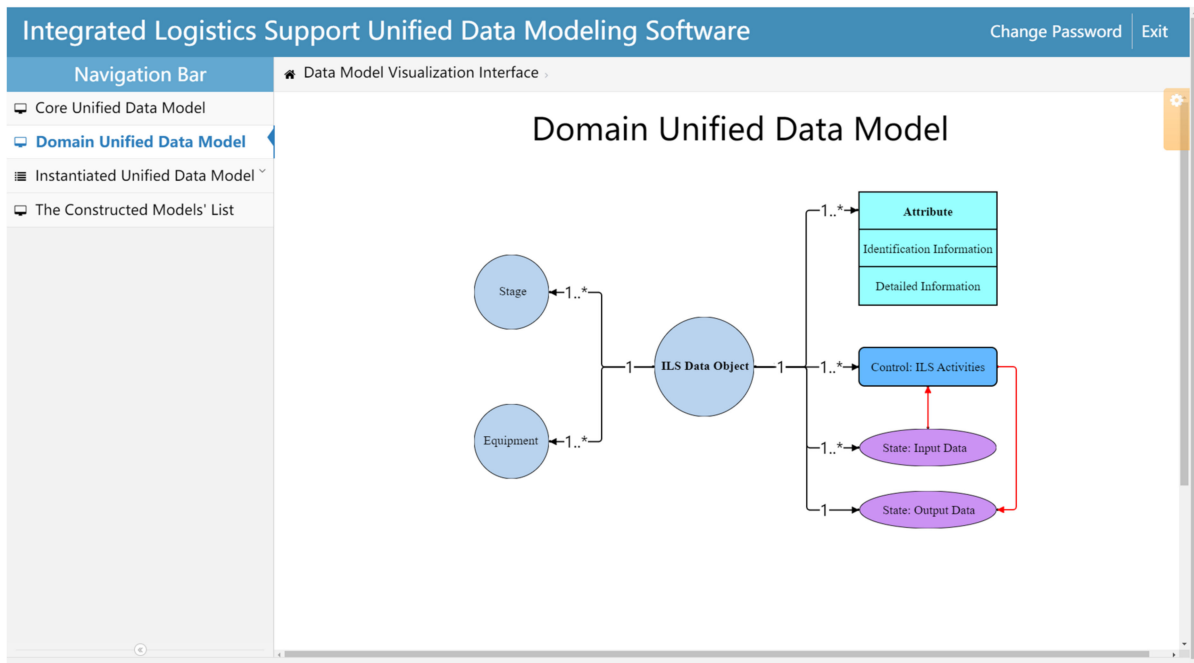 Integrated Logistics Support Unified Data Modeling Software
Change Password
Exit
Navigation Bar
Data Model Visualization Interface
Core Unified Data Model
Domain Unified Data Model
Instantiated Unified Data Model
The Constructed Models' List
Domain Unified Data Model
1..*
Attribute
Identification Information
Detailed Information
Stage
1..*
1
ILS Data Object
1
1..*
Control: ILS Activities
Equipment
1..*
1..*
State: Input Data
1
State: Output Data